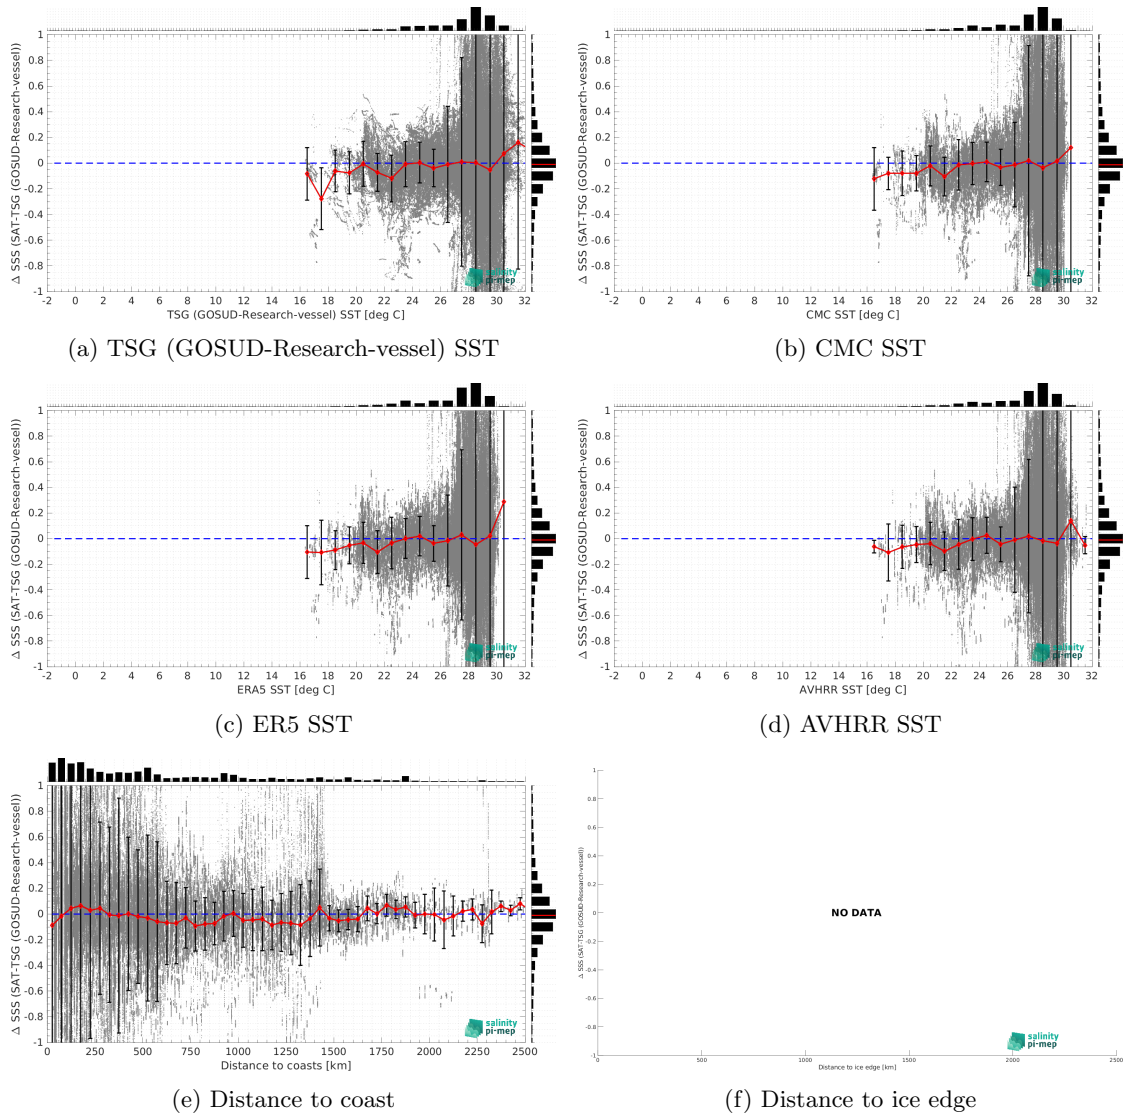 Δ SSS (SAT-TSG (GOSUD-Research-vessel))
1
0.8
0.6
0.4
0.2
0
-0.2
-0.4
-0.6
-0.8
-1
salinity
pi-mep
-2 0 2 4 6 8 10 12 14 16 18 20 22 24 26 28 30 32
TSG (GOSUD-Research-vessel) SST [deg C]
(a) TSG (GOSUD-Research-vessel) SST
Δ SSS (SAT-TSG (GOSUD-Research-vessel))
1
0.8
0.6
0.4
0.2
0
-0.2
-0.4
-0.6
-0.8
-1
salinity
pi-mep
-2 0 2 4 6 8 10 12 14 16 18 20 22 24 26 28 30 32
CMC SST [deg C]
(b) CMC SST
Δ SSS (SAT-TSG (GOSUD-Research-vessel))
1
0.8
0.6
0.4
0.2
0
-0.2
-0.4
-0.6
-0.8
-1
salinity
pi-mep
-2 0 2 4 6 8 10 12 14 16 18 20 22 24 26 28 30 32
ERA5 SST [deg C]
(c) ER5 SST
Δ SSS (SAT-TSG (GOSUD-Research-vessel))
1
0.8
0.6
0.4
0.2
0
-0.2
-0.4
-0.6
-0.8
-1
salinity
pi-mep
-2 0 2 4 6 8 10 12 14 16 18 20 22 24 26 28 30 32
AVHRR SST [deg C]
(d) AVHRR SST
Δ SSS (SAT-TSG (GOSUD-Research-vessel))
1
0.8
0.6
0.4
0.2
0
-0.2
-0.4
-0.6
-0.8
-1
salinity
pi-mep
0 250 500 750 1000 1250 1500 1750 2000 2250 2500
Distance to coasts [km]
(e) Distance to coast
Δ SSS (SAT-TSG (GOSUD-Research-vessel))
1
0.8
0.6
0.4
0.2
0
-0.2
-0.4
-0.6
-0.8
-1
NO DATA
salinity
pi-mep
0 500 1000 1500 2000 2500
Distance to ice edge [km]
(f) Distance to ice edge